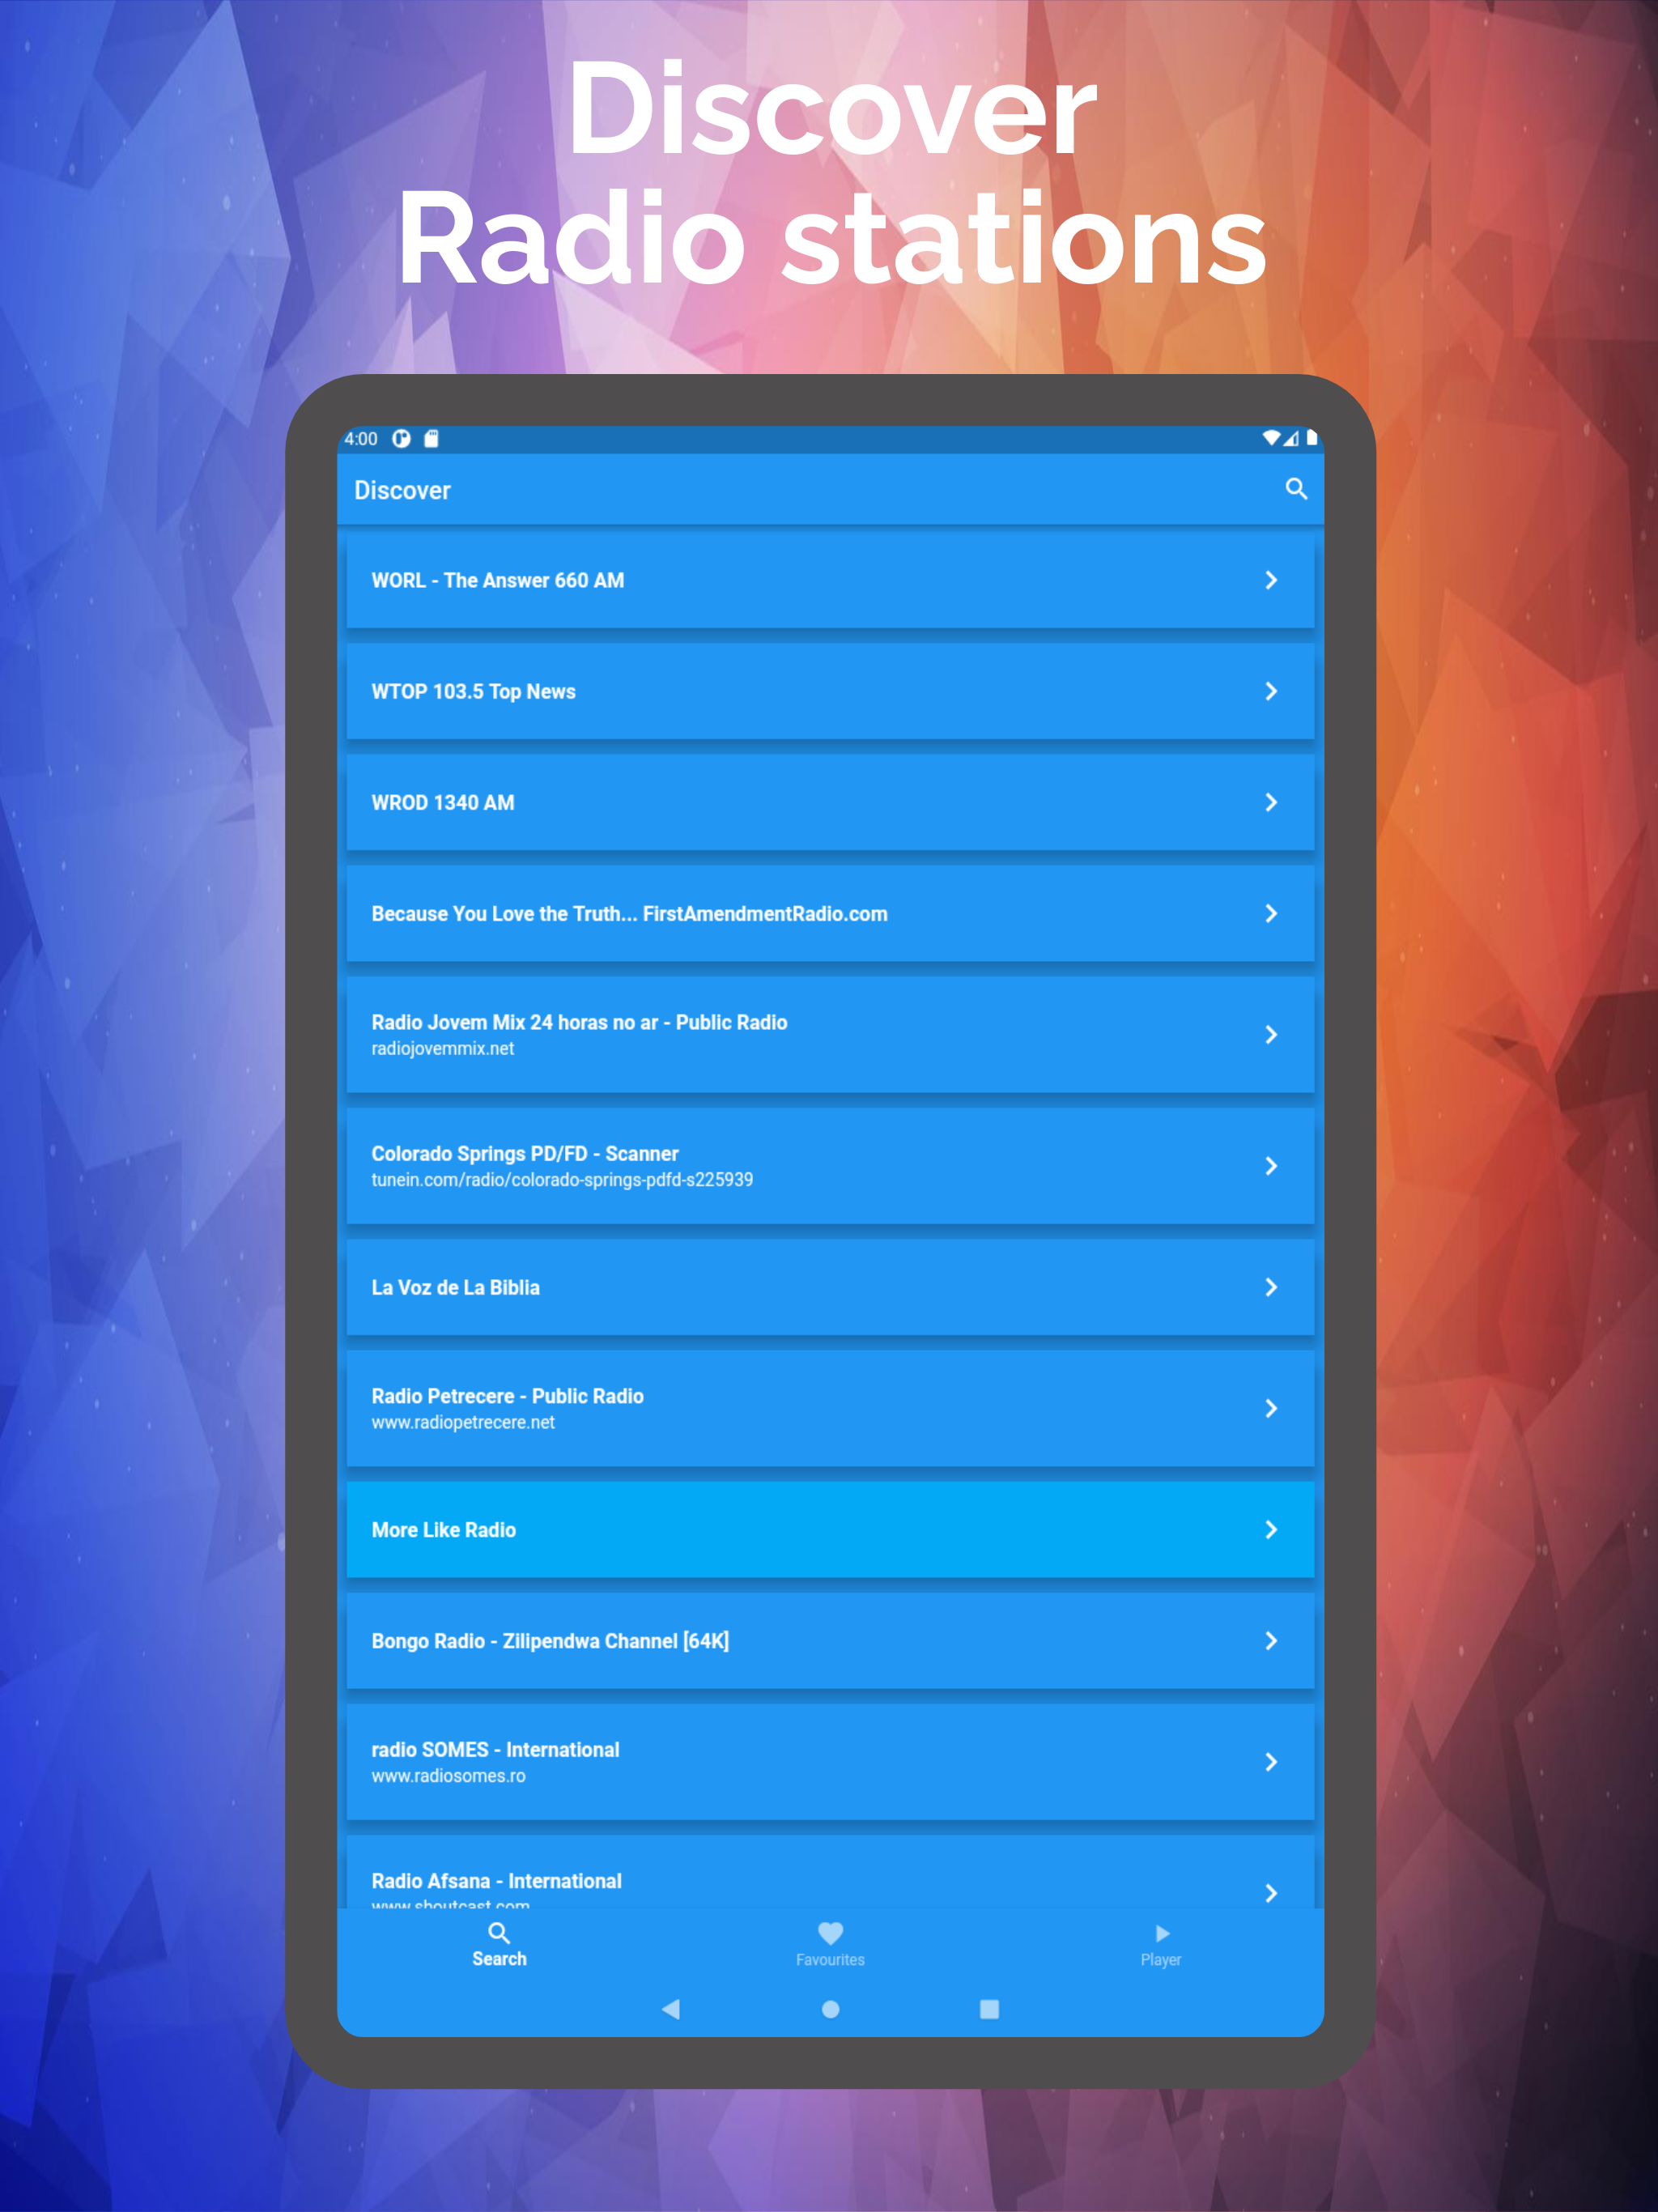 Discover
Radio stations
4:00
Discover
WORL - The Answer 660 AM
WTOP 103.5 Top News
WROD 1340 AM
Because You Love the Truth... FirstAmendmentRadio.com
Radio Jovem Mix 24 horas no ar - Public Radio
radiojovemmix.net
Colorado Springs PD/FD - Scanner
tunein.com/radio/colorado-springs-pdfd-s225939
La Voz de La Biblia
Radio Petrecere - Public Radio
www.radiopetrecere.net
More Like Radio
Bongo Radio - Zilipendwa Channel [64K]
radio SOMES - International
www.radiosomes.ro
Radio Afsana - International
www.shoutcast.com
Search
Favourites
Player